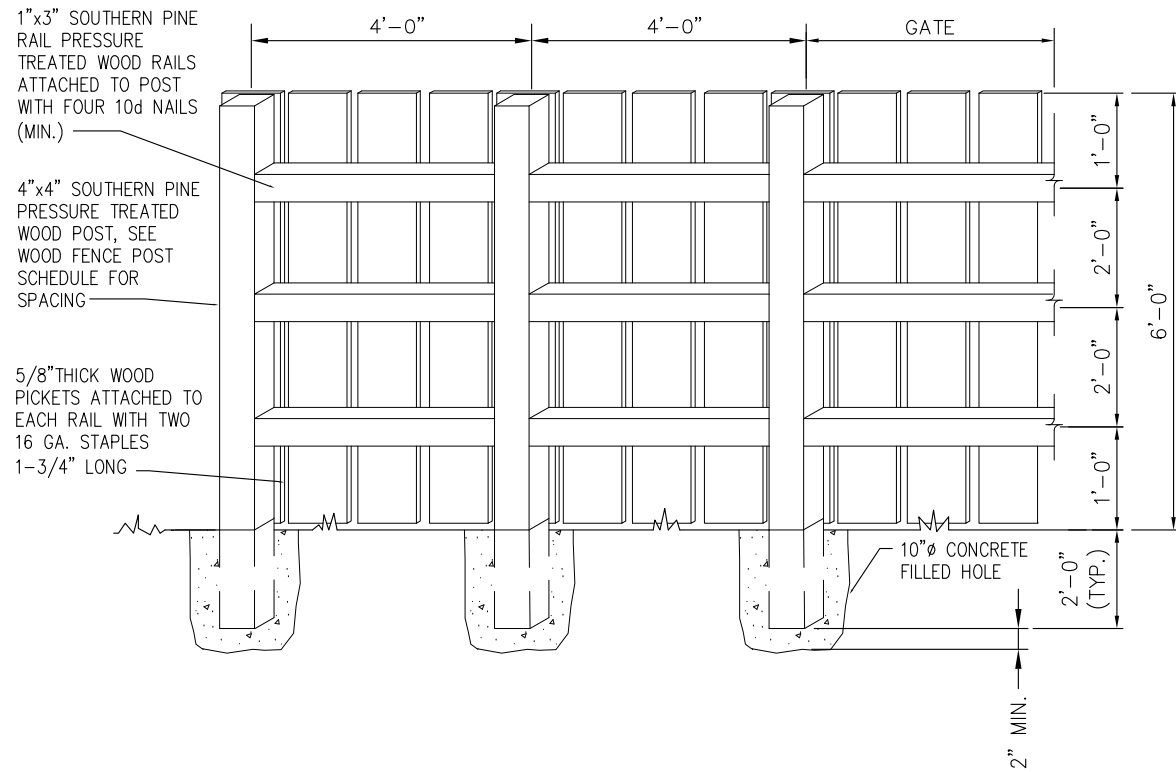 1”x3” SOUTHERN PINE
RAIL PRESSURE
TREATED WOOD RAILS
ATTACHED TO POST
WITH FOUR 10d NAILS
(MIN.)
4”x4” SOUTHERN PINE
PRESSURE TREATED
WOOD POST, SEE
WOOD FENCE POST
SCHEDULE FOR
SPACING
5/8”THICK WOOD
PICKETS ATTACHED TO
EACH RAIL WITH TWO
16 GA. STAPLES
1–3/4” LONG
4’–0”
4’–0”
GATE
1’–0”
2’–0”
2’–0”
1’–0”
6’–0”
2’–0”
(TYP.)
10”ø CONCRETE
FILLED HOLE
2” MIN.